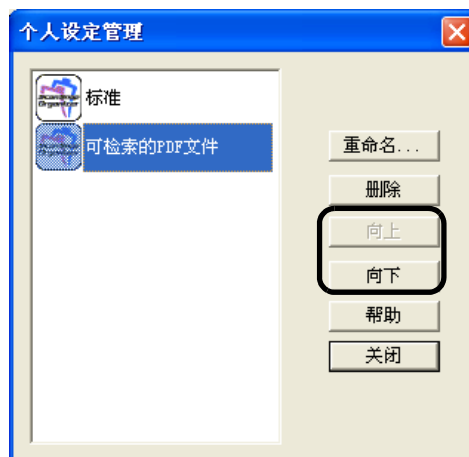 个人设定管理
标准
可检索的PDF文件
重命名...
删除
向上
向下
帮助
关闭